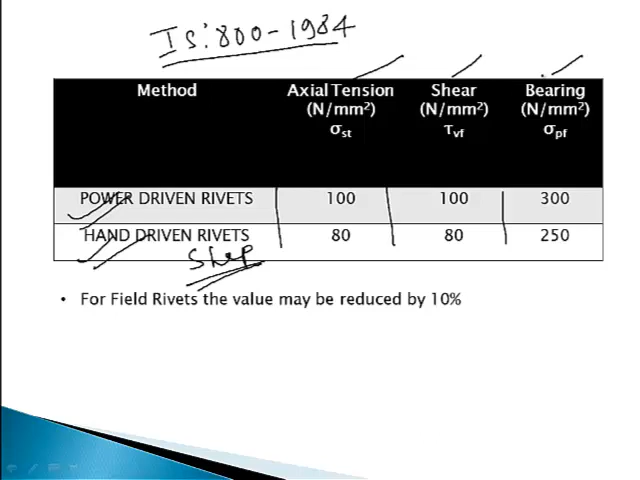 IS:800-1984
Method Axial Tension (N/mm²) σst Shear (N/mm²) τvf Bearing (N/mm²) σpf
POWER DRIVEN RIVETS 100 100 300
HAND DRIVEN RIVETS 80 80 250
Shop
• For Field Rivets the value may be reduced by 10%